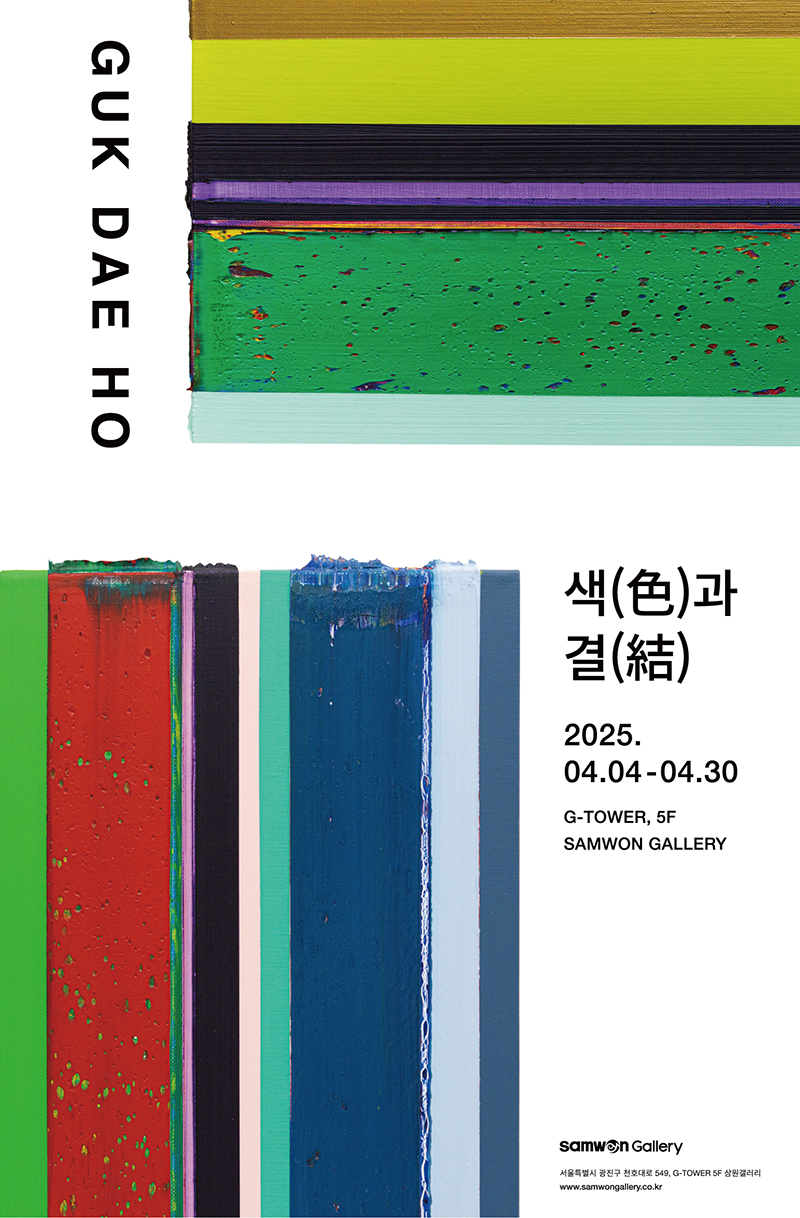 GUK DAE HO
색(色)과
결(結)
2025.
04.04-04.30
G-TOWER, 5F
SAMWON GALLERY
samwon Gallery
서울특별시 광진구 천호대로 549, G-TOWER 5F 삼원갤러리
www.samwongallery.co.kr